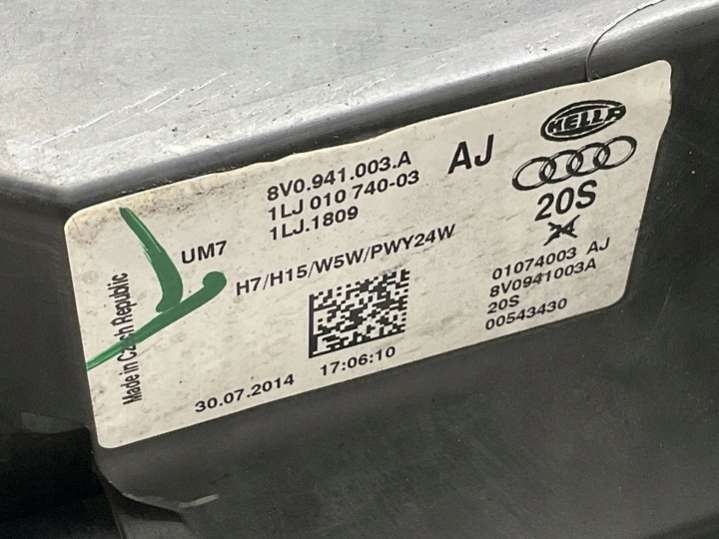 HELLA
8V0.941.003.A
1LJ 010 740-03
1LJ.1809
AJ
20S
UM7
H7/H15/W5W/PWY24W
01074003 AJ
8V0941003A
20S
00543430
Made in Czech Republic
30.07.2014 17:06:10